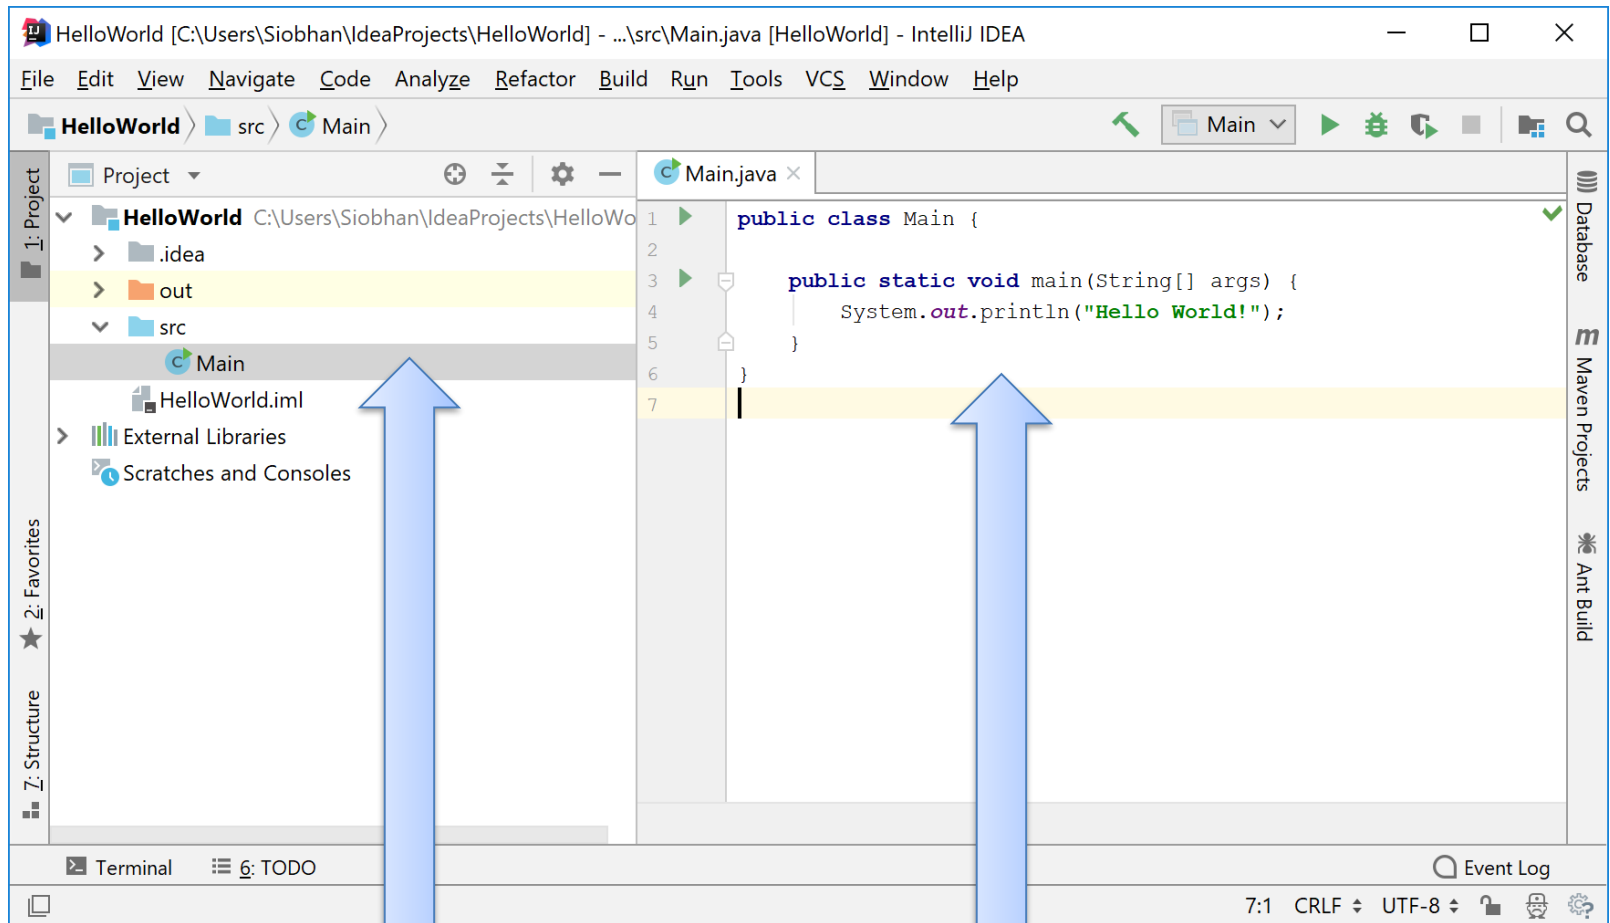 HelloWorld [C:\Users\Siobhan\IdeaProjects\HelloWorld] - ...\src\Main.java [HelloWorld] - IntelliJ IDEA
File Edit View Navigate Code Analyze Refactor Build Run Tools VCS Window Help
HelloWorld src Main
Main
1: Project
2: Favorites
7: Structure
Project
HelloWorld C:\Users\Siobhan\IdeaProjects\HelloWo
.idea
out
src
Main
HelloWorld.iml
External Libraries
Scratches and Consoles
Main.java
1 public class Main {
2
3 public static void main(String[] args) {
4 System.out.println("Hello World!");
5 }
6 }
7
Database
m Maven Projects
Ant Build
Terminal 6: TODO
Event Log
7:1 CRLF UTF-8